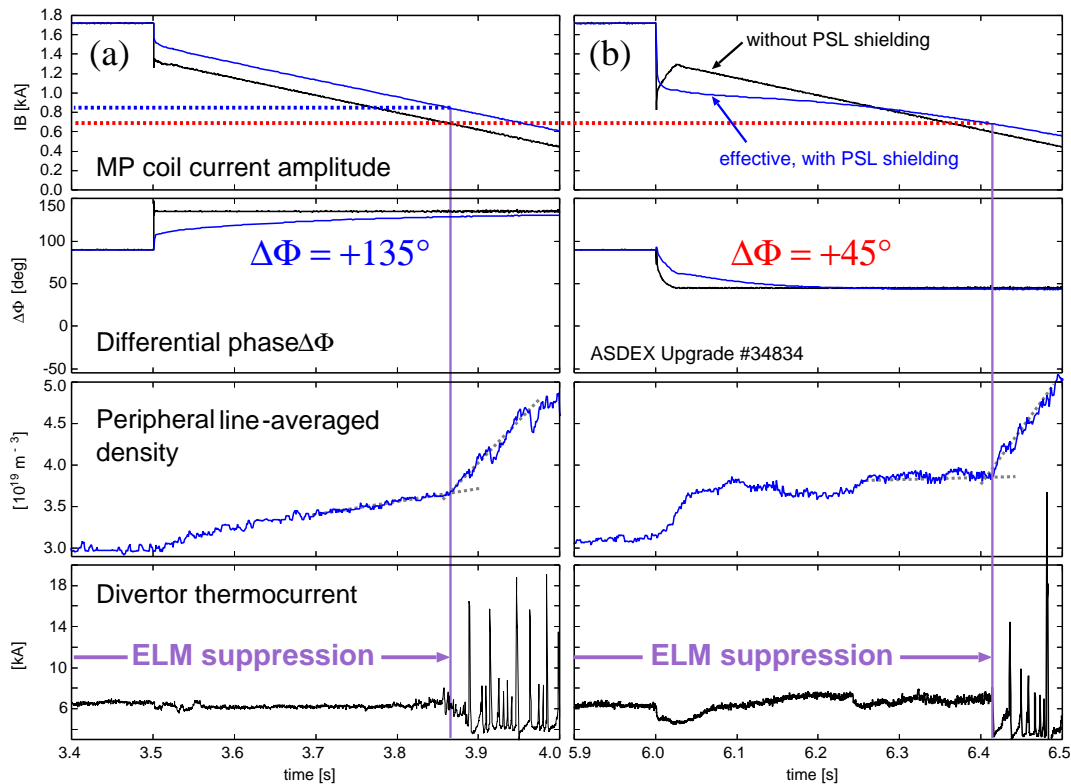 1.8
1.6
1.4
1.2
1.0
0.8
0.6
0.4
0.2
0.0
IB [kA]
(a)
MP coil current amplitude
(b)
without PSL shielding
effective, with PSL shielding
150
100
50
0
-50
ΔΦ [deg]
ΔΦ = +135°
Differential phaseΔΦ
ΔΦ = +45°
ASDEX Upgrade #34834
5.0
4.5
4.0
3.5
3.0
[10¹⁹ m⁻³]
Peripheral line-averaged
density
18
14
10
6
[kA]
Divertor thermocurrent
ELM suppression
ELM suppression
3.4 3.5 3.6 3.7 3.8 3.9 4.0
time [s]
5.9 6.0 6.1 6.2 6.3 6.4 6.5
time [s]